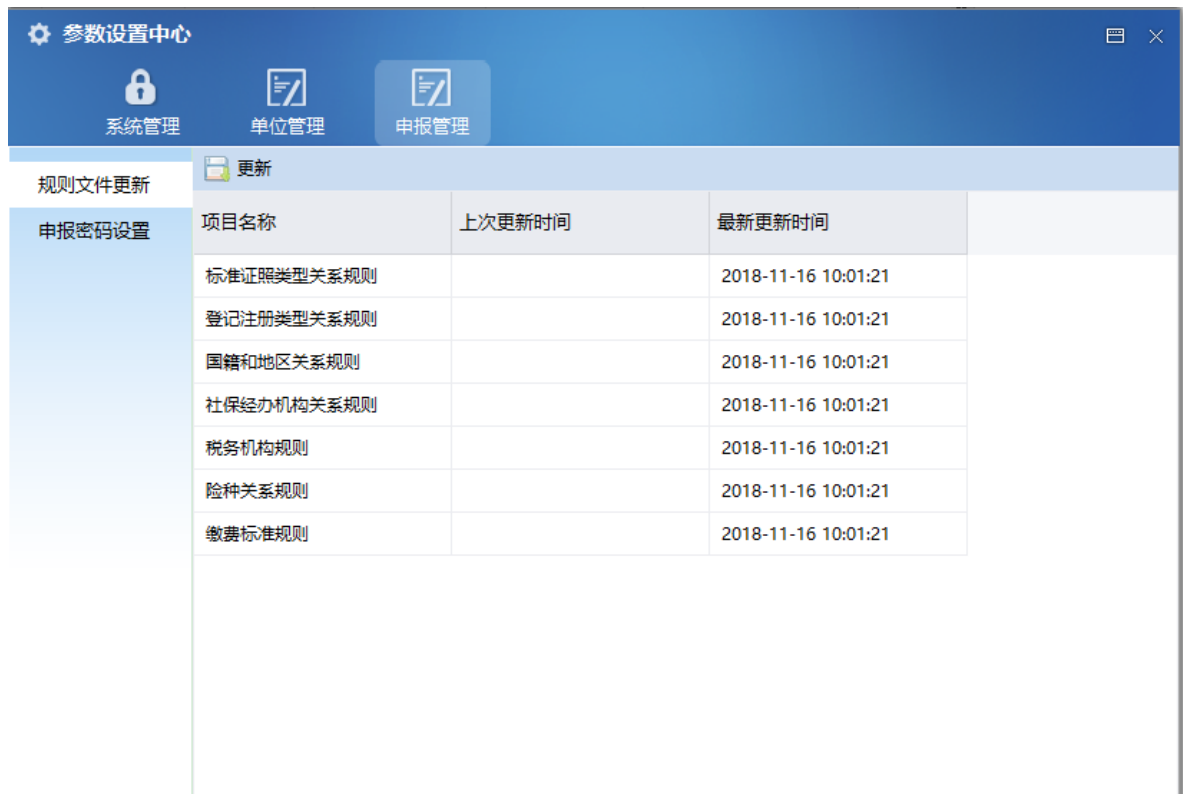 参数设置中心
系统管理 单位管理 申报管理
规则文件更新
申报密码设置
更新
项目名称 上次更新时间 最新更新时间
标准证照类型关系规则 2018-11-16 10:01:21
登记注册类型关系规则 2018-11-16 10:01:21
国籍和地区关系规则 2018-11-16 10:01:21
社保经办机构关系规则 2018-11-16 10:01:21
税务机构规则 2018-11-16 10:01:21
险种关系规则 2018-11-16 10:01:21
缴费标准规则 2018-11-16 10:01:21